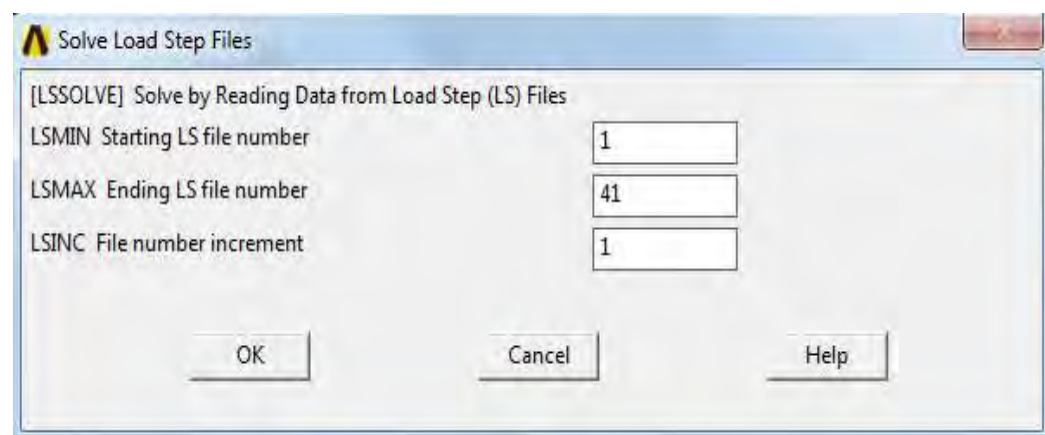 Solve Load Step Files
[LSSOLVE] Solve by Reading Data from Load Step (LS) Files
LSMIN Starting LS file number 1
LSMAX Ending LS file number 41
LSINC File number increment 1
OK Cancel Help